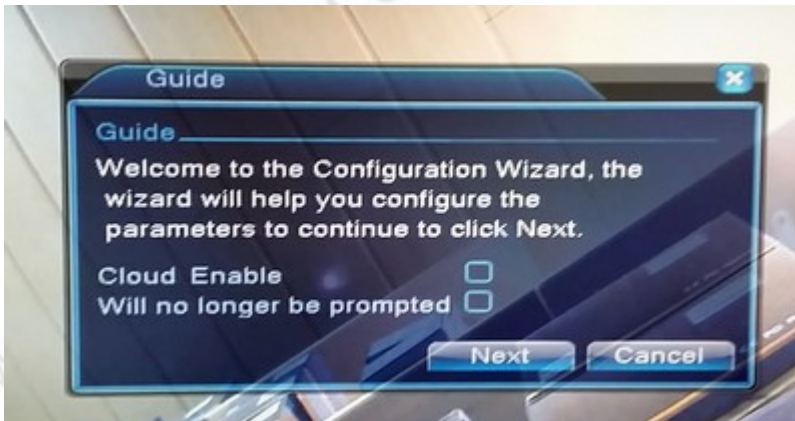 Guide
Guide
Welcome to the Configuration Wizard, the
wizard will help you configure the
parameters to continue to click Next.
Cloud Enable
Will no longer be prompted
Next Cancel